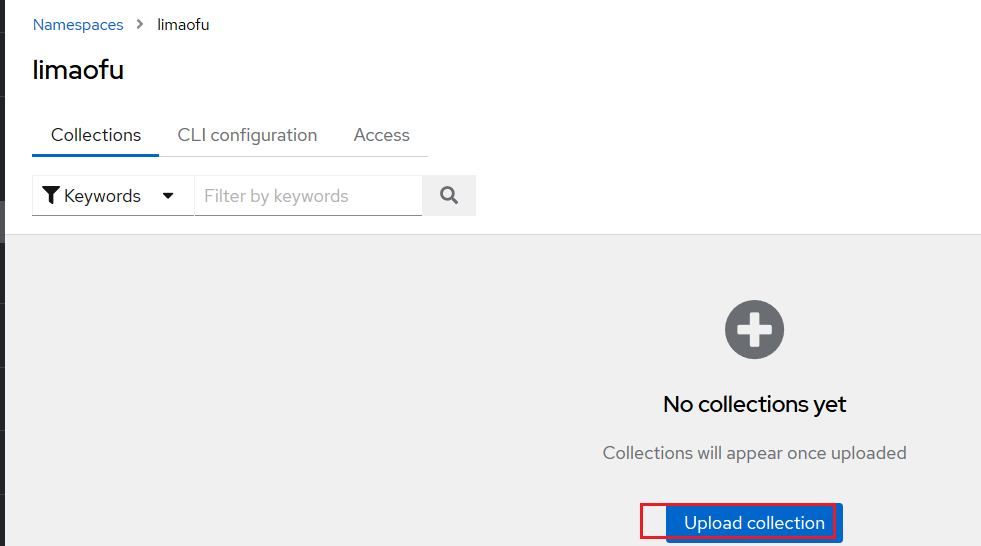 Namespaces > limaofu
limaofu
Collections CLI configuration Access
Keywords Filter by keywords
No collections yet
Collections will appear once uploaded
Upload collection